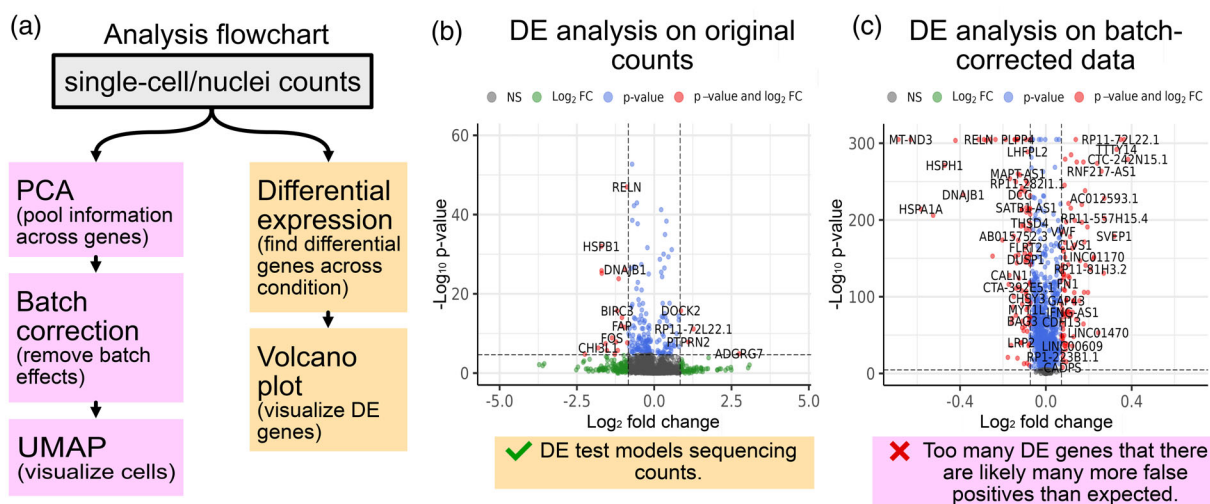 (a)
Analysis flowchart
single-cell/nuclei counts
PCA
(pool information
across genes)
Batch
correction
(remove batch
effects)
UMAP
(visualize cells)
Differential
expression
(find differential
genes across
condition)
Volcano
plot
(visualize DE
genes)
(b)
DE analysis on original
counts
NS Log₂ FC p-value p-value and log₂ FC
60
40
20
0
-Log₁₀ p-value
RELN
HSPB1
DNAJB1
BIRC3
DOCK2
FAP
RP11-72L22.1
FOS
PTPRN2
CHI3L1
ADGRG7
-5.0 -2.5 0.0 2.5 5.0
Log₂ fold change
DE test models sequencing
counts.
(c)
DE analysis on batch-
corrected data
NS Log₂ FC p-value p-value and log₂ FC
300
200
100
0
-Log₁₀ p-value
MT-ND3 RELN PLPP4 RP11-72L22.1
TTTY14
LHFPL2
CTC-242N15.1
HSPH1
RNF217-AS1
MAPT-AS1
RP11-282I1.1
DNAJB1
DCC
AC012593.1
HSPA1A
SATB1-AS1
RP11-557H15.4
THSD4
VWF
AB015752.3
SVEP1
FLRT2
CLVS1
DUSP1
LINC01170
RP11-81H3.2
CALN1
FN1
CTA-392E5.1
CHSY3
GAP43
MYT1L
IFNG-AS1
BAG3
CDH13
LINC01470
LRP2
LINC00609
RP1-223B1.1
CADPS
-0.4 0.0 0.4
Log₂ fold change
Too many DE genes that there
are likely many more false
positives than expected.